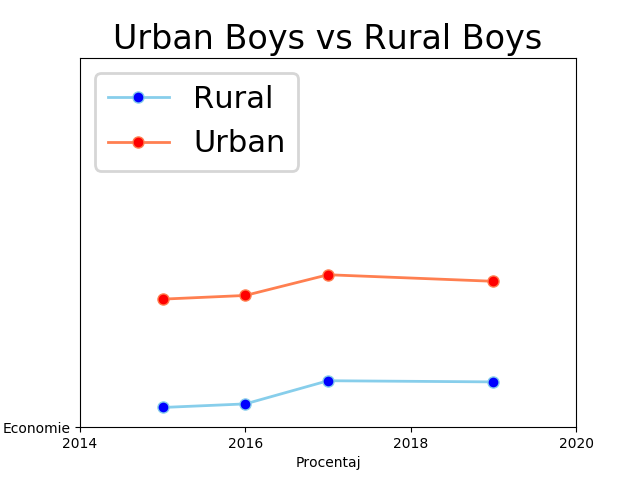 Urban Boys vs Rural Boys
Rural
Urban
Economie
2014 2016 2018 2020
Procentaj